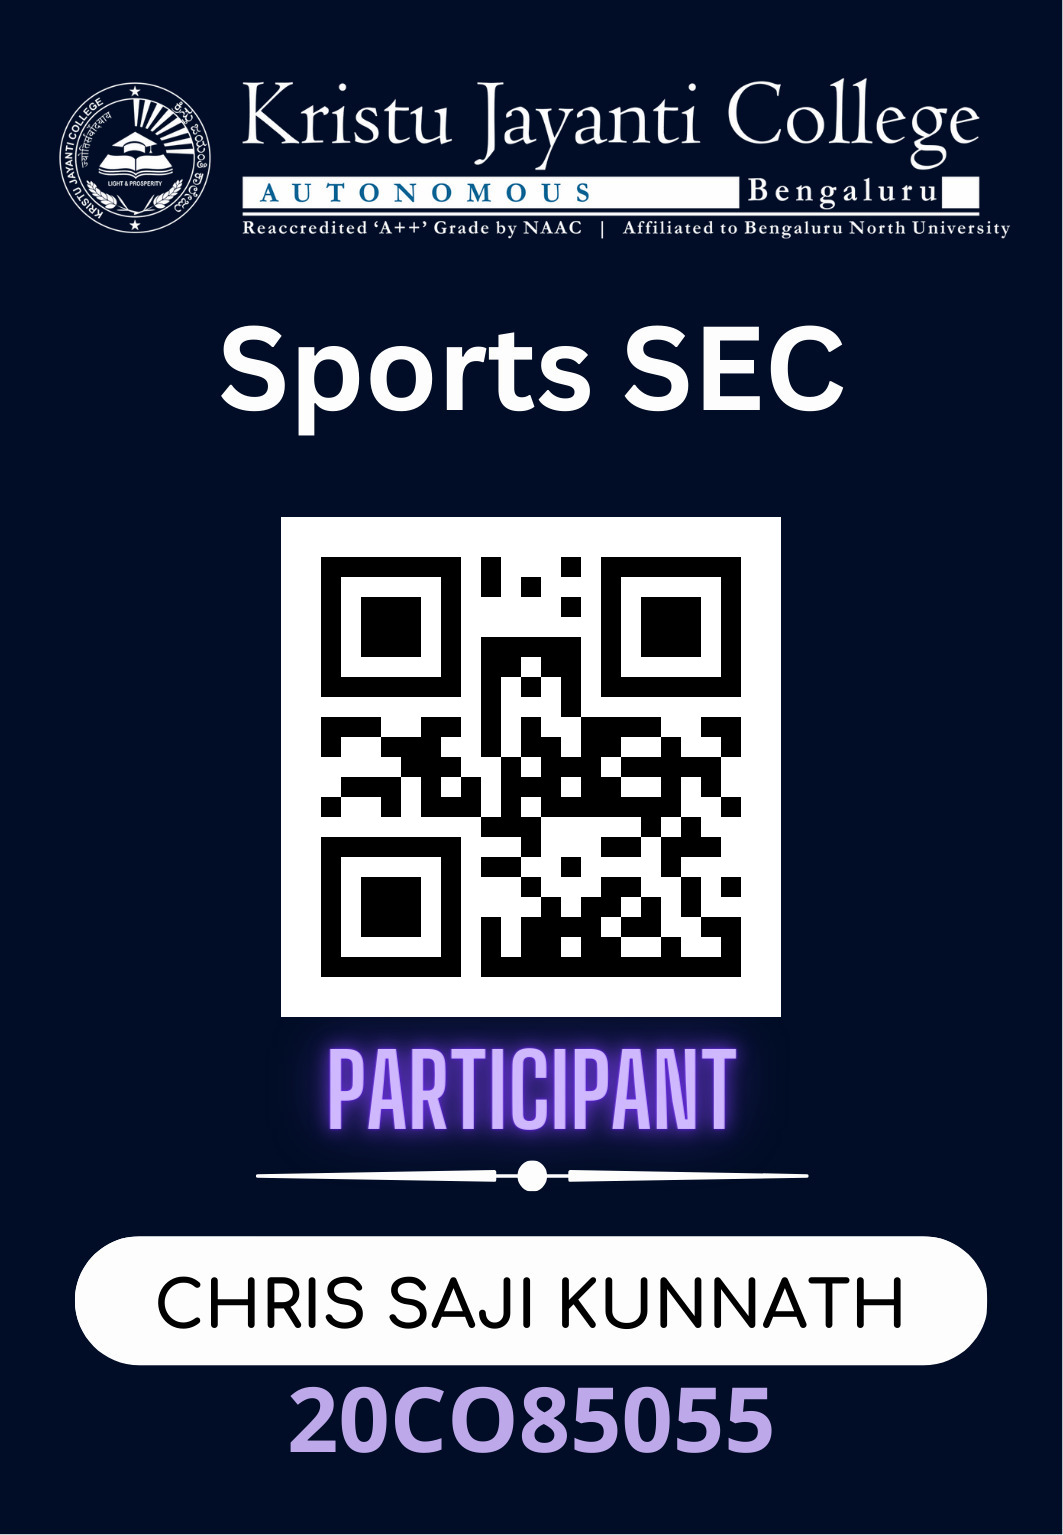 Kristu Jayanti College
AUTONOMOUS Bengaluru
Reaccredited ‘A++’ Grade by NAAC | Affiliated to Bengaluru North University
KRISTU JAYANTI COLLEGE
LIGHT & PROSPERITY
Sports SEC
PARTICIPANT
CHRIS SAJI KUNNATH
20CO85055